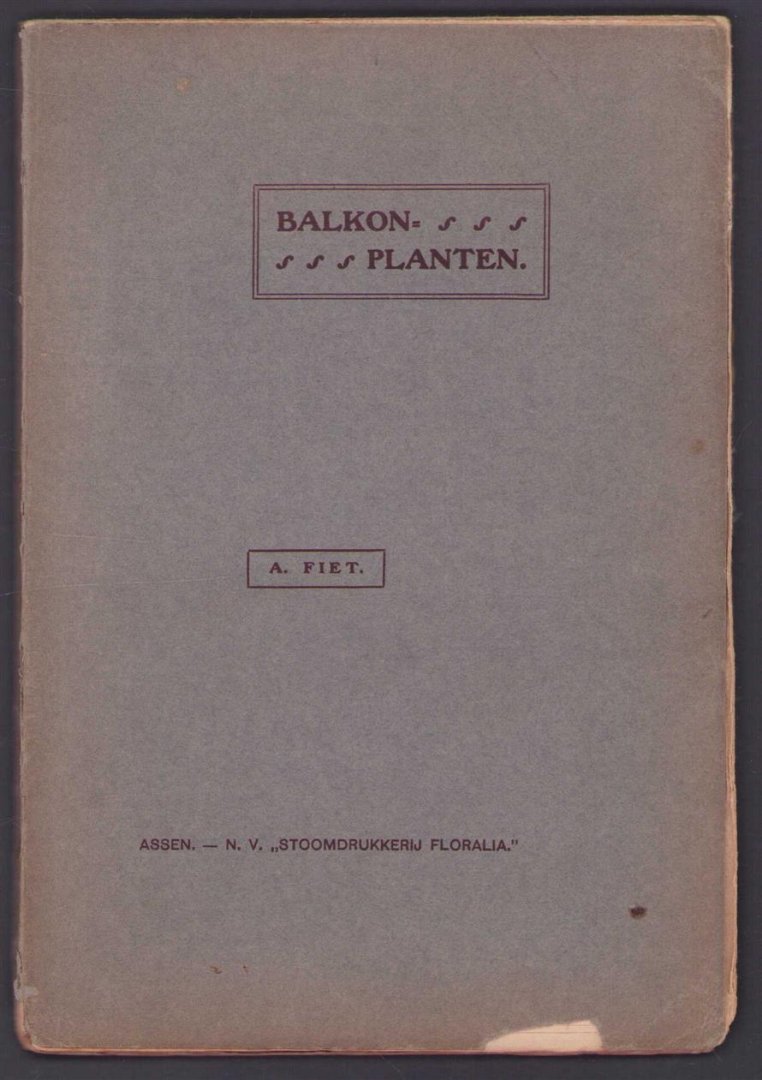 BALKON=
PLANTEN.
A. FIET.
ASSEN. — N. V. „STOOMDRUKKERIJ FLORALIA.”